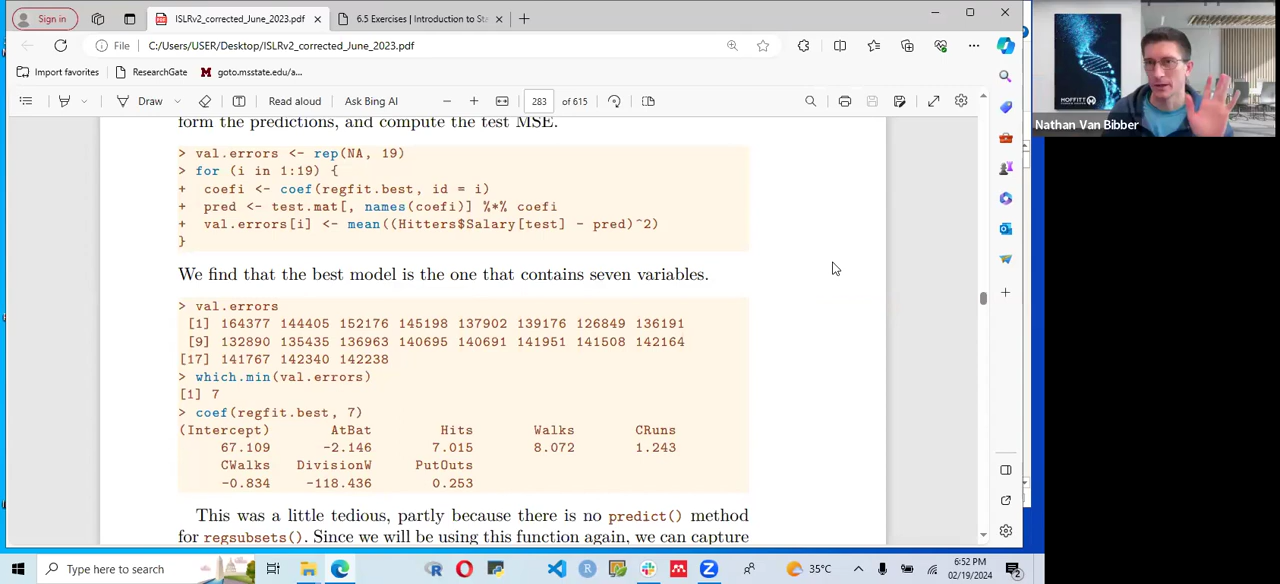 Sign in
ISLRv2_corrected_June_2023.pdf
6.5 Exercises | Introduction to Sta
File
C:/Users/USER/Desktop/ISLRv2_corrected_June_2023.pdf
Import favorites
ResearchGate
goto.msstate.edu/a...
Draw
Read aloud
Ask Bing AI
283
of 615
form the predictions, and compute the test MSE.
> val.errors <- rep(NA, 19)
> for (i in 1:19) {
+ coefi <- coef(regfit.best, id = i)
+ pred <- test.mat[, names(coefi)] %*% coefi
+ val.errors[i] <- mean((Hitters$Salary[test] - pred)^2)
}
We find that the best model is the one that contains seven variables.
> val.errors
[1] 164377 144405 152176 145198 137902 139176 126849 136191
[9] 132890 135435 136963 140695 140691 141951 141508 142164
[17] 141767 142340 142238
> which.min(val.errors)
[1] 7
> coef(regfit.best, 7)
(Intercept) AtBat Hits Walks CRuns
67.109 -2.146 7.015 8.072 1.243
CWalks DivisionW PutOuts
-0.834 -118.436 0.253
This was a little tedious, partly because there is no predict() method
for regsubsets(). Since we will be using this function again, we can capture
MOFFITT
Nathan Van Bibber
Type here to search
35°C
6:52 PM
02/19/2024
2